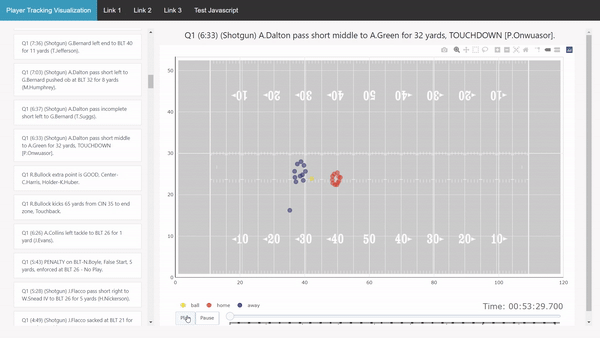 Player Tracking Visualization Link 1 Link 2 Link 3 Test Javascript
Q1 (7:36) (Shotgun) G.Bernard left end to BLT 40
for 11 yards (T.Jefferson).
Q1 (7:03) (Shotgun) A.Dalton pass short left to
G.Bernard pushed ob at BLT 32 for 8 yards
(M.Humphrey).
Q1 (6:37) (Shotgun) A.Dalton pass incomplete
short left to G.Bernard (T.Suggs).
Q1 (6:33) (Shotgun) A.Dalton pass short middle
to A.Green for 32 yards, TOUCHDOWN
[P.Onwuasor].
Q1 R.Bullock extra point is GOOD, Center-
C.Harris, Holder-K.Huber.
Q1 R.Bullock kicks 65 yards from CIN 35 to end
zone, Touchback.
Q1 (6:26) A.Collins left tackle to BLT 26 for 1
yard (J.Evans).
Q1 (5:43) PENALTY on BLT-N.Boyle, False Start, 5
yards, enforced at BLT 26 - No Play.
Q1 (5:28) (Shotgun) J.Flacco pass short right to
W.Snead IV to BLT 26 for 5 yards (H.Nickerson).
Q1 (4:49) (Shotgun) J.Flacco sacked at BLT 21 for
Q1 (6:33) (Shotgun) A.Dalton pass short middle to A.Green for 32 yards, TOUCHDOWN [P.Onwuasor].
50
40
30
20
10
0
10 20 30 40 50 40 30 20 10
10 20 30 40 50 40 30 20 10
0 20 40 60 80 100 120
ball home away
Time: 00:53:29.700
Pause